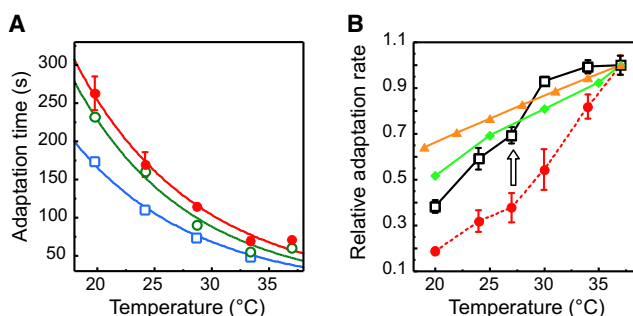 A
Adaptation time (s)
300
250
200
150
100
50
20 25 30 35
Temperature (°C)
B
Relative adaptation rate
1.1
0.9
0.7
0.5
0.3
0.1
20 25 30 35
Temperature (°C)